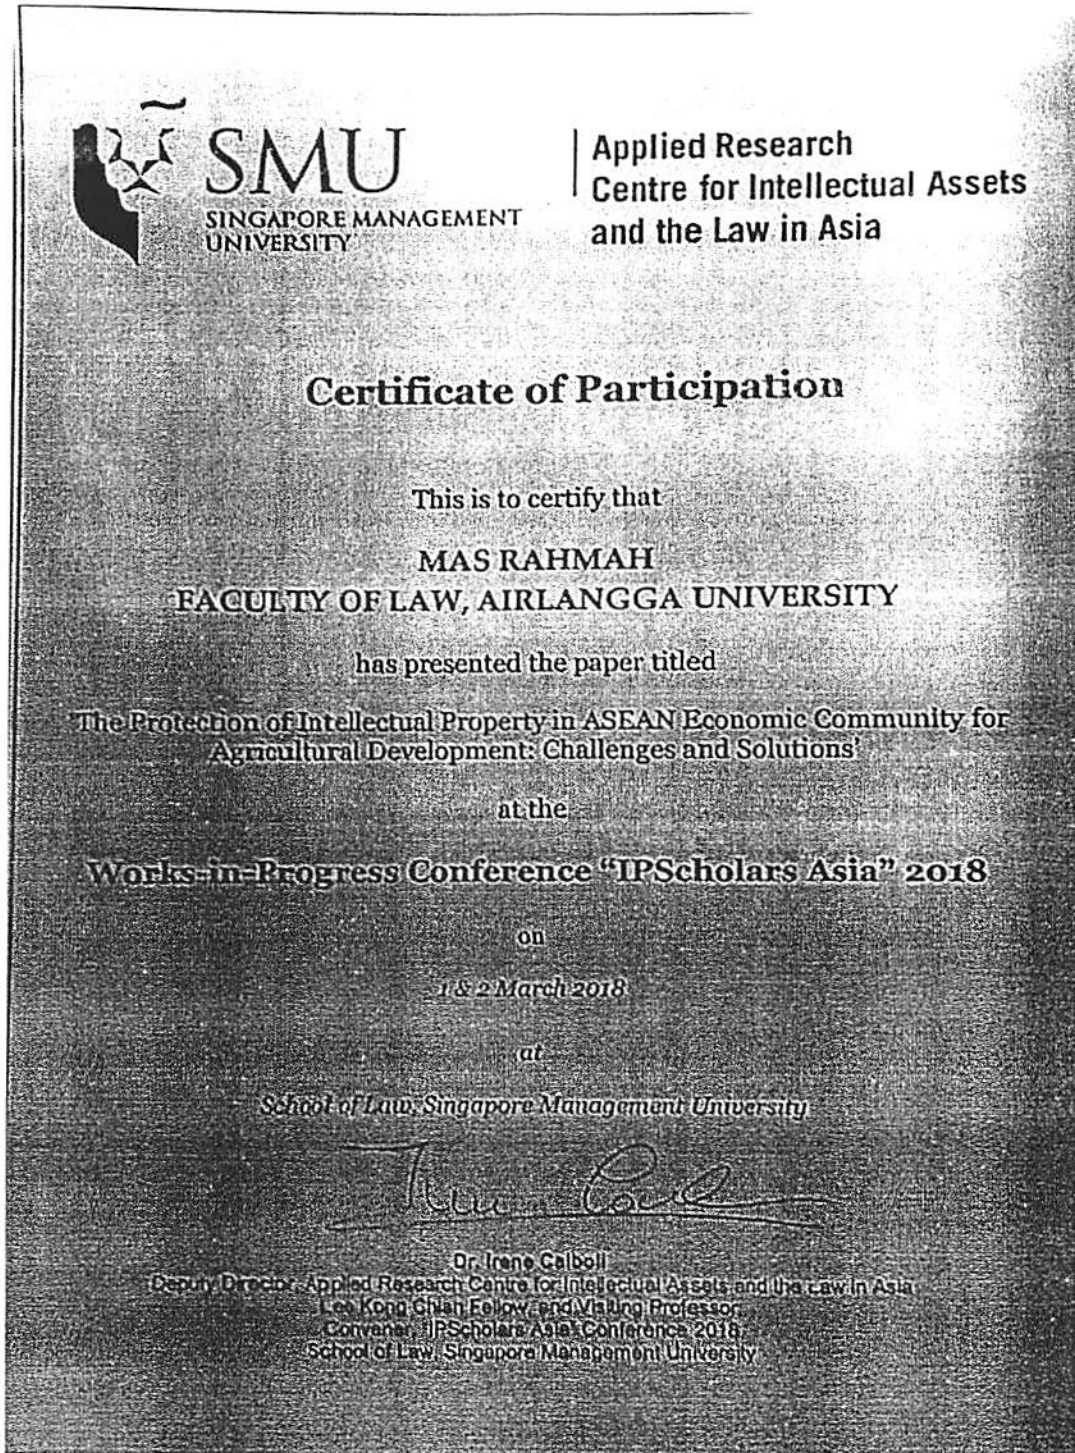 SMU
SINGAPORE MANAGEMENT
UNIVERSITY
Applied Research
Centre for Intellectual Assets
and the Law in Asia
Certificate of Participation
This is to certify that
MAS RAHMAH
FACULTY OF LAW, AIRLANGGA UNIVERSITY
has presented the paper titled
'The Protection of Intellectual Property in ASEAN Economic Community for
Agricultural Development: Challenges and Solutions'
at the
Works-in-Progress Conference “IPScholars Asia” 2018
on
1 & 2 March 2018
at
School of Law, Singapore Management University
Dr. Irene Calboli
Deputy Director, Applied Research Centre for Intellectual Assets and the Law in Asia
Lee Kong Chian Fellow, and Visiting Professor,
Convener, "IPScholars Asia" Conference 2018,
School of Law, Singapore Management University